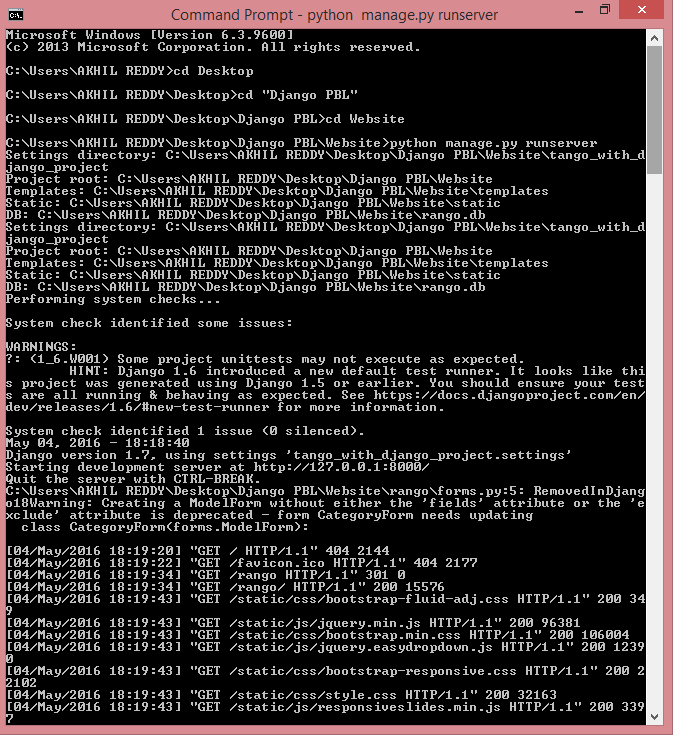 Command Prompt - python  manage.py runserver
Microsoft Windows [Version 6.3.9600]
(c) 2013 Microsoft Corporation. All rights reserved.
C:\Users\AKHIL REDDY>cd Desktop
C:\Users\AKHIL REDDY\Desktop>cd "Django PBL"
C:\Users\AKHIL REDDY\Desktop\Django PBL>cd Website
C:\Users\AKHIL REDDY\Desktop\Django PBL\Website>python manage.py runserver
Settings directory: C:\Users\AKHIL REDDY\Desktop\Django PBL\Website\tango_with_d
jango_project
Project root: C:\Users\AKHIL REDDY\Desktop\Django PBL\Website
Templates: C:\Users\AKHIL REDDY\Desktop\Django PBL\Website\templates
Static: C:\Users\AKHIL REDDY\Desktop\Django PBL\Website\static
DB: C:\Users\AKHIL REDDY\Desktop\Django PBL\Website\rango.db
Settings directory: C:\Users\AKHIL REDDY\Desktop\Django PBL\Website\tango_with_d
jango_project
Project root: C:\Users\AKHIL REDDY\Desktop\Django PBL\Website
Templates: C:\Users\AKHIL REDDY\Desktop\Django PBL\Website\templates
Static: C:\Users\AKHIL REDDY\Desktop\Django PBL\Website\static
DB: C:\Users\AKHIL REDDY\Desktop\Django PBL\Website\rango.db
Performing system checks...
System check identified some issues:
WARNINGS:
?: (1_6.W001) Some project unittests may not execute as expected.
        HINT: Django 1.6 introduced a new default test runner. It looks like thi
s project was generated using Django 1.5 or earlier. You should ensure your test
s are all running & behaving as expected. See https://docs.djangoproject.com/en/
dev/releases/1.6/#new-test-runner for more information.
System check identified 1 issue (0 silenced).
May 04, 2016 - 18:18:40
Django version 1.7, using settings 'tango_with_django_project.settings'
Starting development server at http://127.0.0.1:8000/
Quit the server with CTRL-BREAK.
C:\Users\AKHIL REDDY\Desktop\Django PBL\Website\rango\forms.py:5: RemovedInDjang
o18Warning: Creating a ModelForm without either the 'fields' attribute or the 'e
xclude' attribute is deprecated - form CategoryForm needs updating
  class CategoryForm(forms.ModelForm):
[04/May/2016 18:19:20] "GET / HTTP/1.1" 404 2144
[04/May/2016 18:19:22] "GET /favicon.ico HTTP/1.1" 404 2177
[04/May/2016 18:19:34] "GET /rango HTTP/1.1" 301 0
[04/May/2016 18:19:34] "GET /rango/ HTTP/1.1" 200 15576
[04/May/2016 18:19:43] "GET /static/css/bootstrap-fluid-adj.css HTTP/1.1" 200 34
9
[04/May/2016 18:19:43] "GET /static/js/jquery.min.js HTTP/1.1" 200 96381
[04/May/2016 18:19:43] "GET /static/css/bootstrap.min.css HTTP/1.1" 200 106004
[04/May/2016 18:19:43] "GET /static/js/jquery.easydropdown.js HTTP/1.1" 200 1239
0
[04/May/2016 18:19:43] "GET /static/css/bootstrap-responsive.css HTTP/1.1" 200 2
2102
[04/May/2016 18:19:43] "GET /static/css/style.css HTTP/1.1" 200 32163
[04/May/2016 18:19:43] "GET /static/js/responsiveslides.min.js HTTP/1.1" 200 339
7